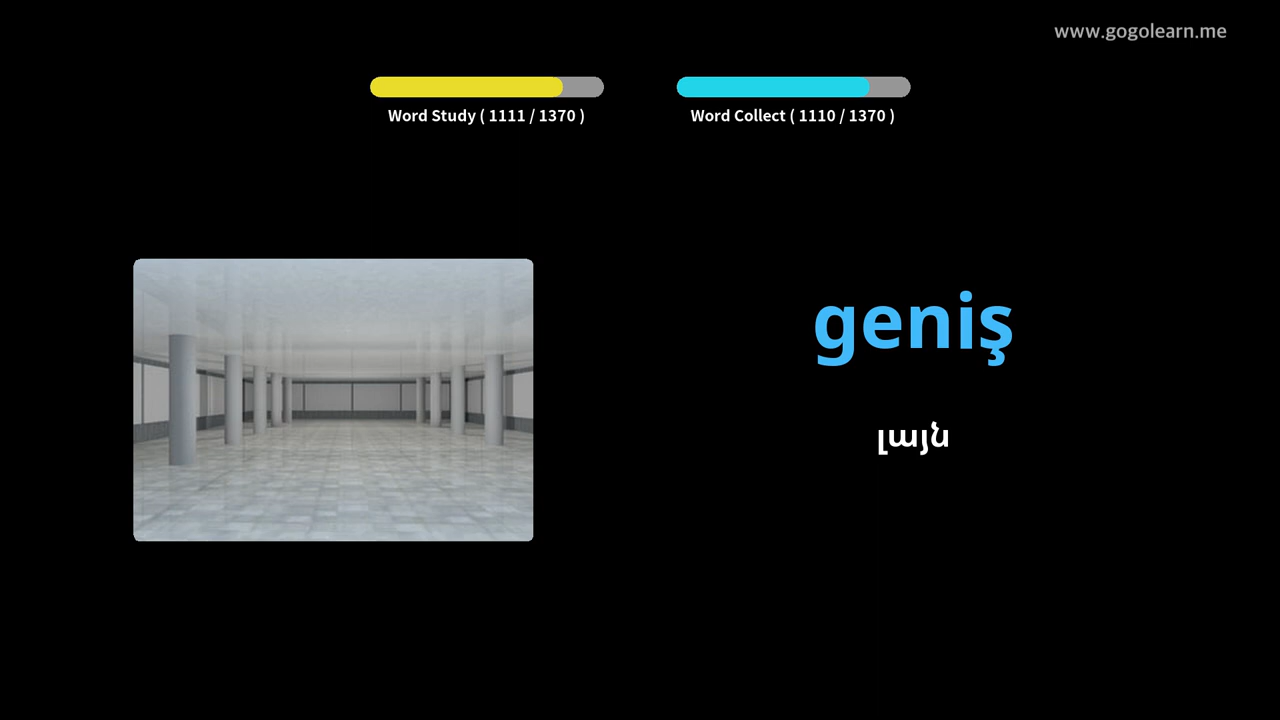 www.gogolearn.me
Word Study ( 1111 / 1370 )
Word Collect ( 1110 / 1370 )
geniş
լայն